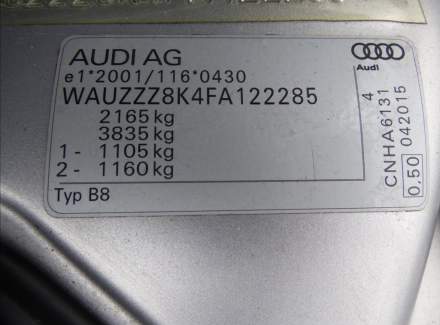 AUDI AG
Audi
e1*2001/116*0430
WAUZZZ8K4FA122285
2165 kg
3835 kg
1- 1105 kg
2- 1160 kg
Typ B8
4
CNHA6131
0.50 042015